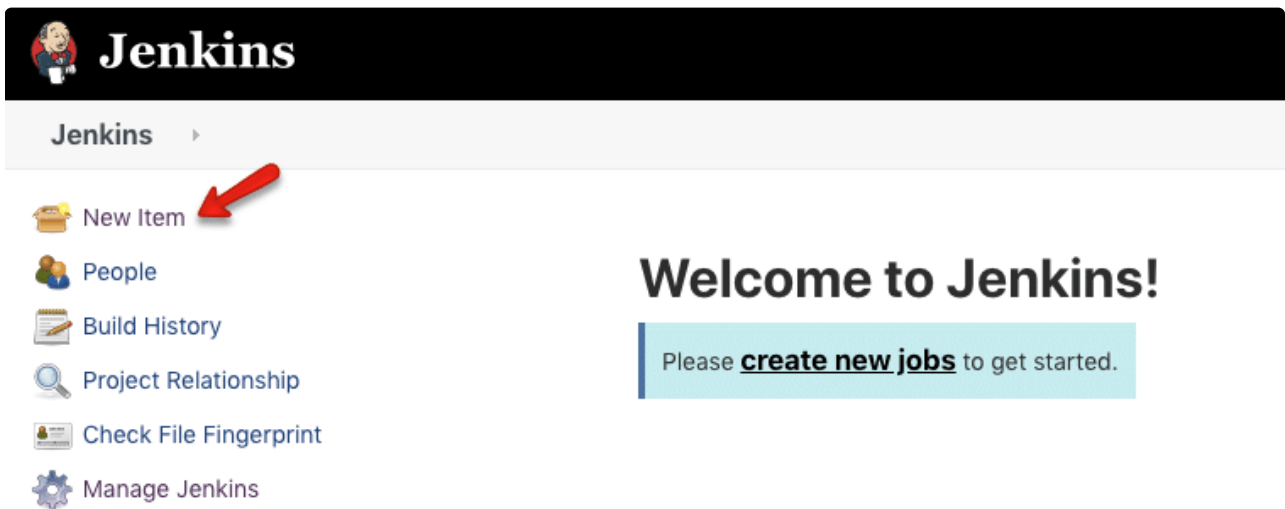 Jenkins
Jenkins
New Item
People
Build History
Project Relationship
Check File Fingerprint
Manage Jenkins
Welcome to Jenkins!
Please create new jobs to get started.